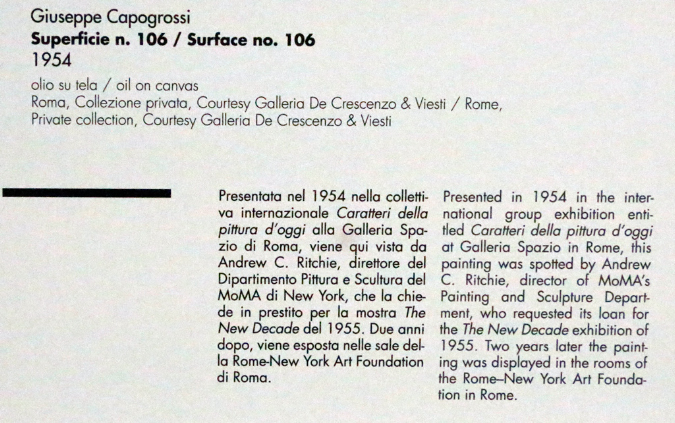 Giuseppe Capogrossi
Superficie n. 106 / Surface no. 106
1954
olio su tela / oil on canvas
Roma, Collezione privata, Courtesy Galleria De Crescenzo & Viesti / Rome,
Private collection, Courtesy Galleria De Crescenzo & Viesti
Presentata nel 1954 nella colletti-
va internazionale Caratteri della
pittura d'oggi alla Galleria Spa-
zio di Roma, viene qui vista da
Andrew C. Ritchie, direttore del
Dipartimento Pittura e Scultura del
MoMA di New York, che la chie-
de in prestito per la mostra The
New Decade del 1955. Due anni
dopo, viene esposta nelle sale del-
la Rome-New York Art Foundation
di Roma.
Presented in 1954 in the inter-
national group exhibition enti-
tled Caratteri della pittura d'oggi
at Galleria Spazio in Rome, this
painting was spotted by Andrew
C. Ritchie, director of MoMA's
Painting and Sculpture Depart-
ment, who requested its loan for
the The New Decade exhibition of
1955. Two years later the paint-
ing was displayed in the rooms of
the Rome–New York Art Founda-
tion in Rome.